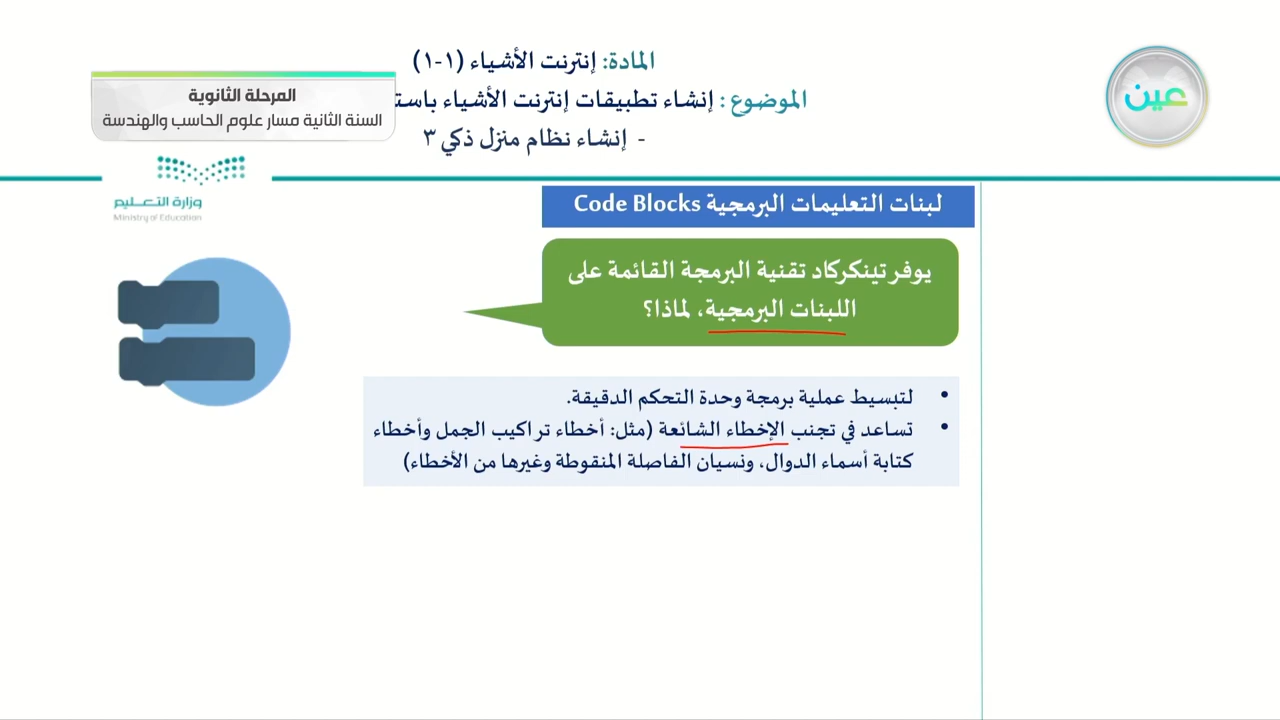 المادة: إنترنت الأشياء (١-١)
الموضوع : إنشاء تطبيقات إنترنت الأشياء
- إنشاء نظام منزل ذكي ٣
المرحلة الثانوية
السنة الثانية مسار علوم الحاسب والهندسة
عين
وزارة التعليم
Ministry of Education
لبنات التعليمات البرمجية Code Blocks
يوفر تينكركاد تقنية البرمجة القائمة على
اللبنات البرمجية، لماذا؟
• لتبسيط عملية برمجة وحدة التحكم الدقيقة.
• تساعد في تجنب الإخطاء الشائعة (مثل: أخطاء تراكيب الجمل وأخطاء
كتابة أسماء الدوال، ونسيان الفاصلة المنقوطة وغيرها من الأخطاء)